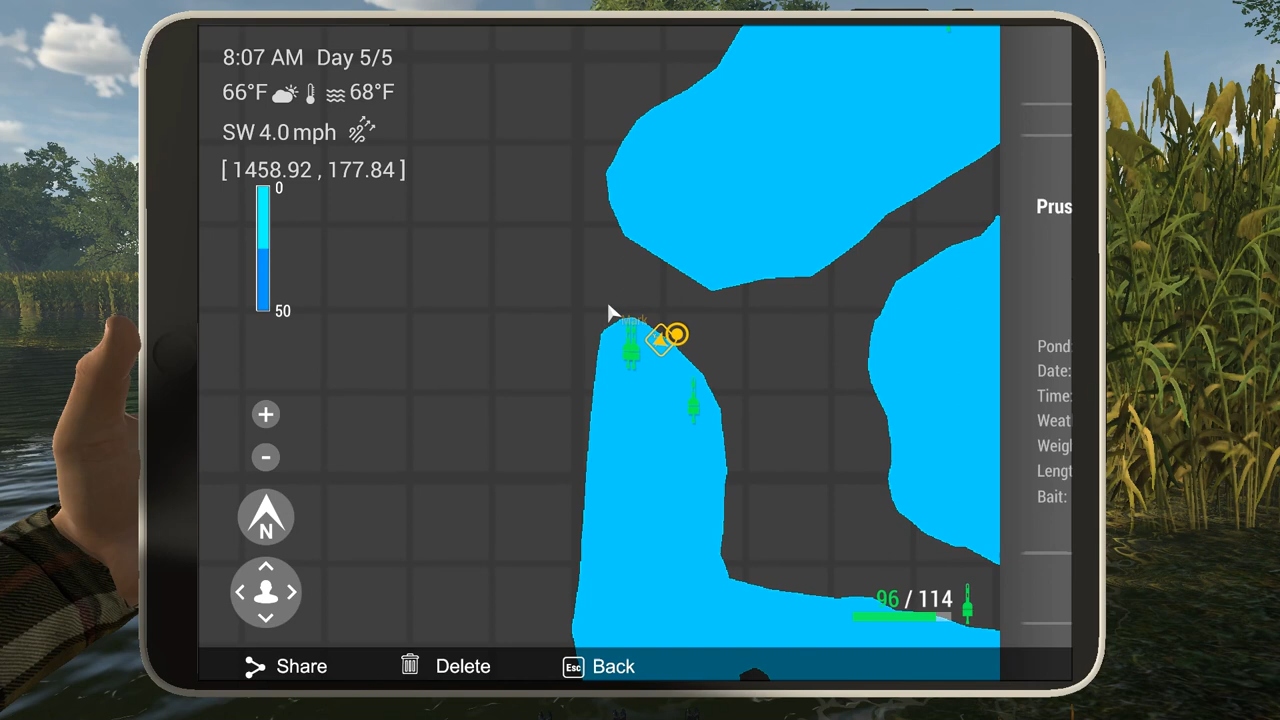 8:07 AM Day 5/5
66°F 68°F
SW 4.0 mph
[ 1458.92 , 177.84 ]
0
50
+
-
N
Mark
96 / 114
Prus
Pond:
Date:
Time:
Weat
Weig
Lengt
Bait:
Share
Delete
Esc Back